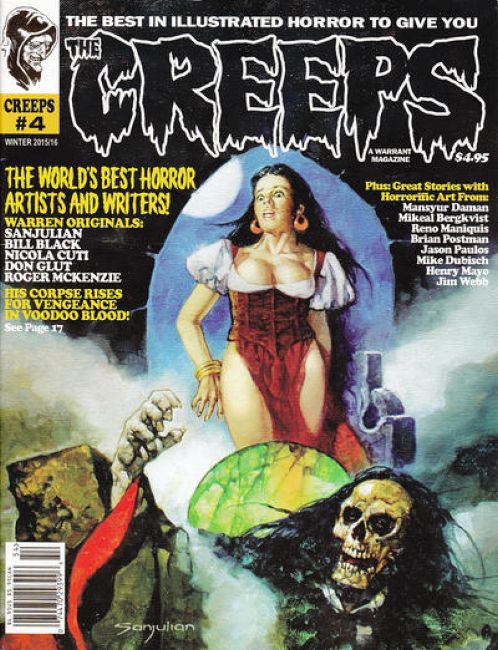 THE BEST IN ILLUSTRATED HORROR TO GIVE YOU
THE
CREEPS
CREEPS
#4
WINTER 2015/16
A WARRANT
MAGAZINE
$4.95
THE WORLD'S BEST HORROR
ARTISTS AND WRITERS!
WARREN ORIGINALS:
SANJULIAN
BILL BLACK
NICOLA CUTI
DON GLUT
ROGER MCKENZIE
HIS CORPSE RISES
FOR VENGEANCE
IN VOODOO BLOOD!
See Page 17
Plus: Great Stories with
Horrorific Art From:
Mansyur Daman
Mikeal Bergkvist
Reno Maniquis
Brian Postman
Jason Paulos
Mike Dubisch
Henry Mayo
Jim Webb
Sanjulian